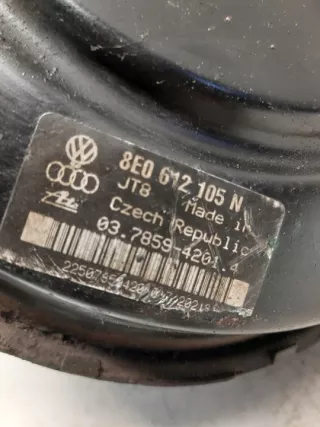 8E0 612 105 N
JT8 Made in
Czech Republic
03.7859-4201.4